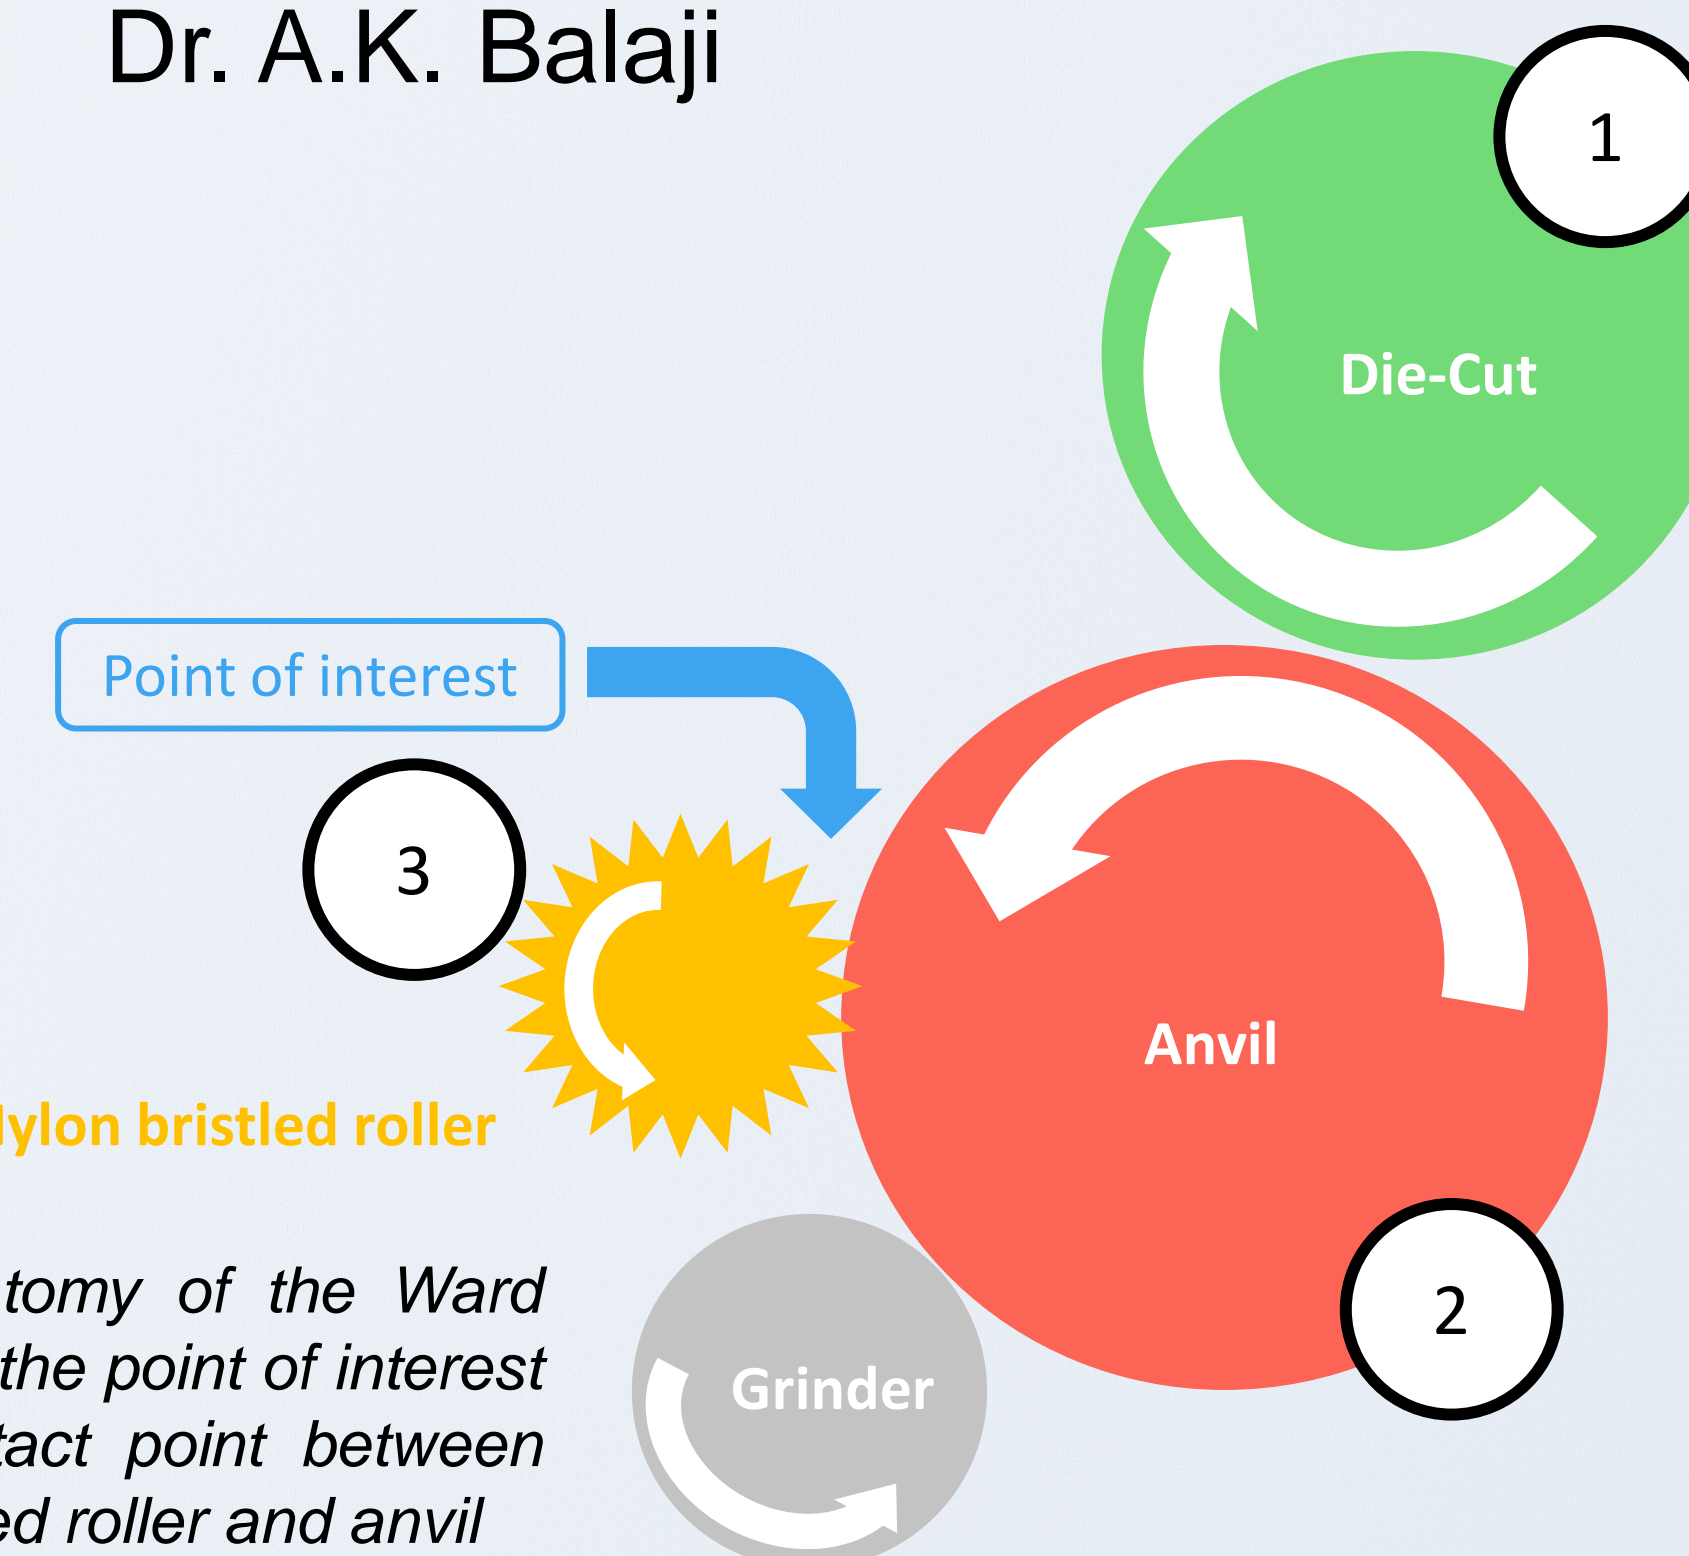 Dr. A.K. Balaji
1
Die-Cut
Point of interest
3
Anvil
ylon bristled roller
2
tomy of the Ward
the point of interest
Grinder
tact point between
ed roller and anvil